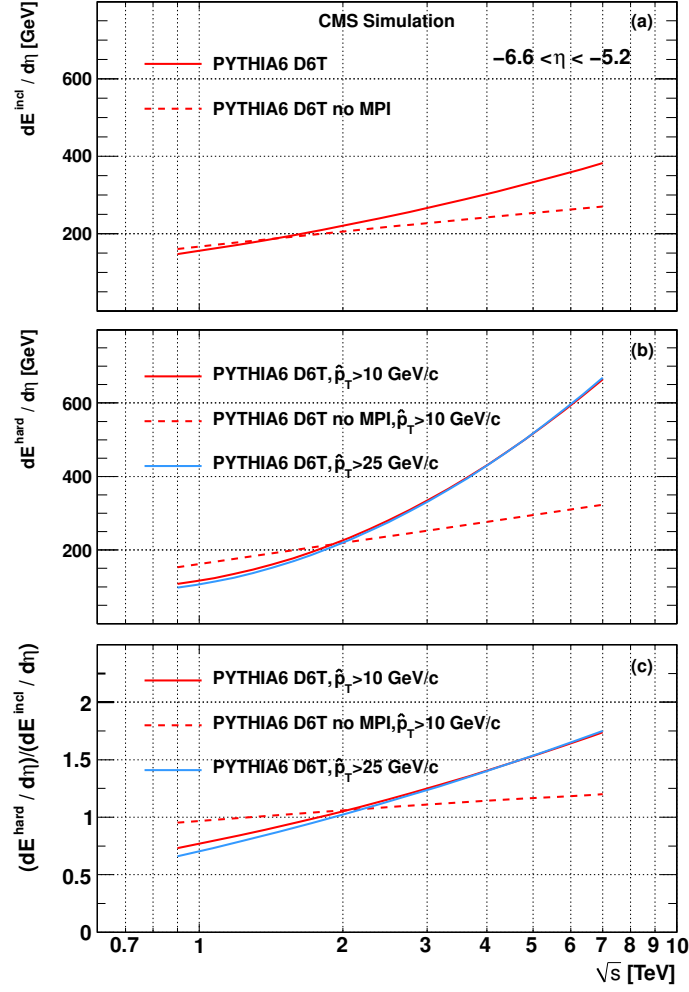 CMS Simulation
(a)
PYTHIA6 D6T
−6.6 < η < −5.2
PYTHIA6 D6T no MPI
dE^incl / dη [GeV]
600
400
200
(b)
PYTHIA6 D6T, p̂_T>10 GeV/c
PYTHIA6 D6T no MPI, p̂_T>10 GeV/c
PYTHIA6 D6T, p̂_T>25 GeV/c
dE^hard / dη [GeV]
600
400
200
(c)
PYTHIA6 D6T, p̂_T>10 GeV/c
PYTHIA6 D6T no MPI, p̂_T>10 GeV/c
PYTHIA6 D6T, p̂_T>25 GeV/c
(dE^hard / dη)/(dE^incl / dη)
2
1.5
1
0.5
0
0.7 1 2 3 4 5 6 7 8 9 10
√s [TeV]